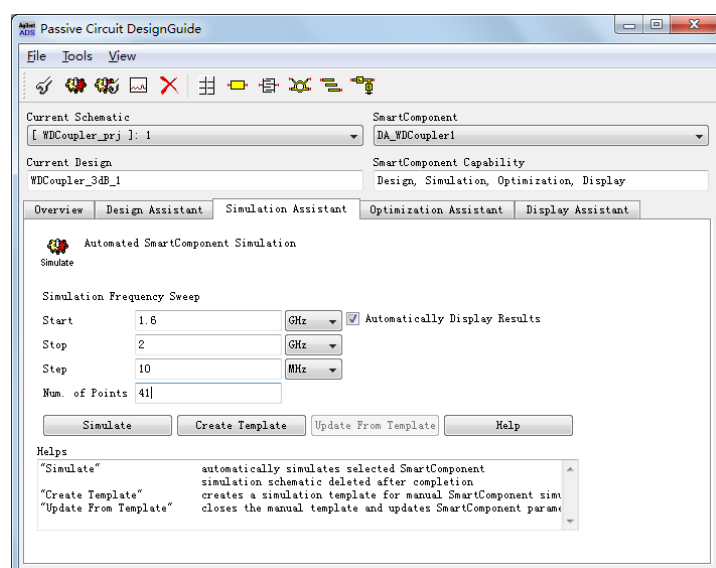 Agilent ADS Passive Circuit DesignGuide
File Tools View
Current Schematic SmartComponent
[ WDCoupler_prj ]: 1 DA_WDCoupler1
Current Design SmartComponent Capability
WDCoupler_3dB_1 Design, Simulation, Optimization, Display
Overview Design Assistant Simulation Assistant Optimization Assistant Display Assistant
Automated SmartComponent Simulation
Simulate
Simulation Frequency Sweep
Start 1.6 GHz Automatically Display Results
Stop 2 GHz
Step 10 MHz
Num. of Points 41
Simulate Create Template Update From Template Help
Helps
"Simulate" automatically simulates selected SmartComponent
simulation schematic deleted after completion
"Create Template" creates a simulation template for manual SmartComponent simu
"Update From Template" closes the manual template and updates SmartComponent parame